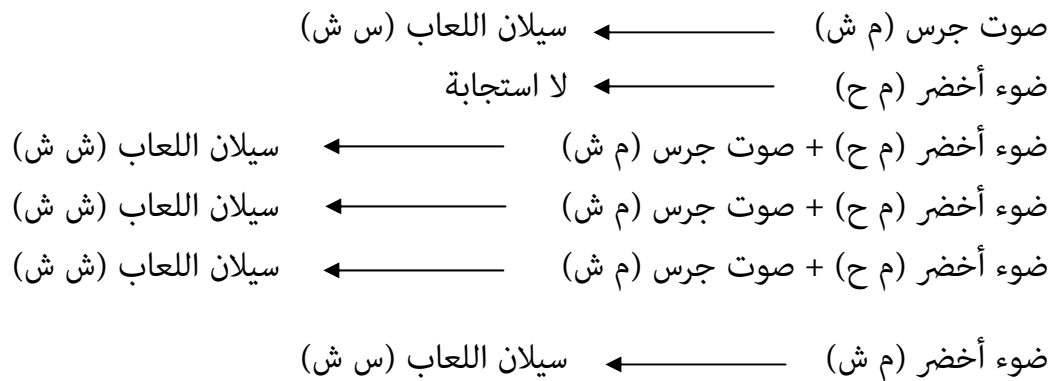 صوت جرس (م ش) ← سيلان اللعاب (س ش)
ضوء أخضر (م ح) ← لا استجابة
ضوء أخضر (م ح) + صوت جرس (م ش) ← سيلان اللعاب (ش ش)
ضوء أخضر (م ح) + صوت جرس (م ش) ← سيلان اللعاب (ش ش)
ضوء أخضر (م ح) + صوت جرس (م ش) ← سيلان اللعاب (ش ش)
ضوء أخضر (م ش) ← سيلان اللعاب (س ش)